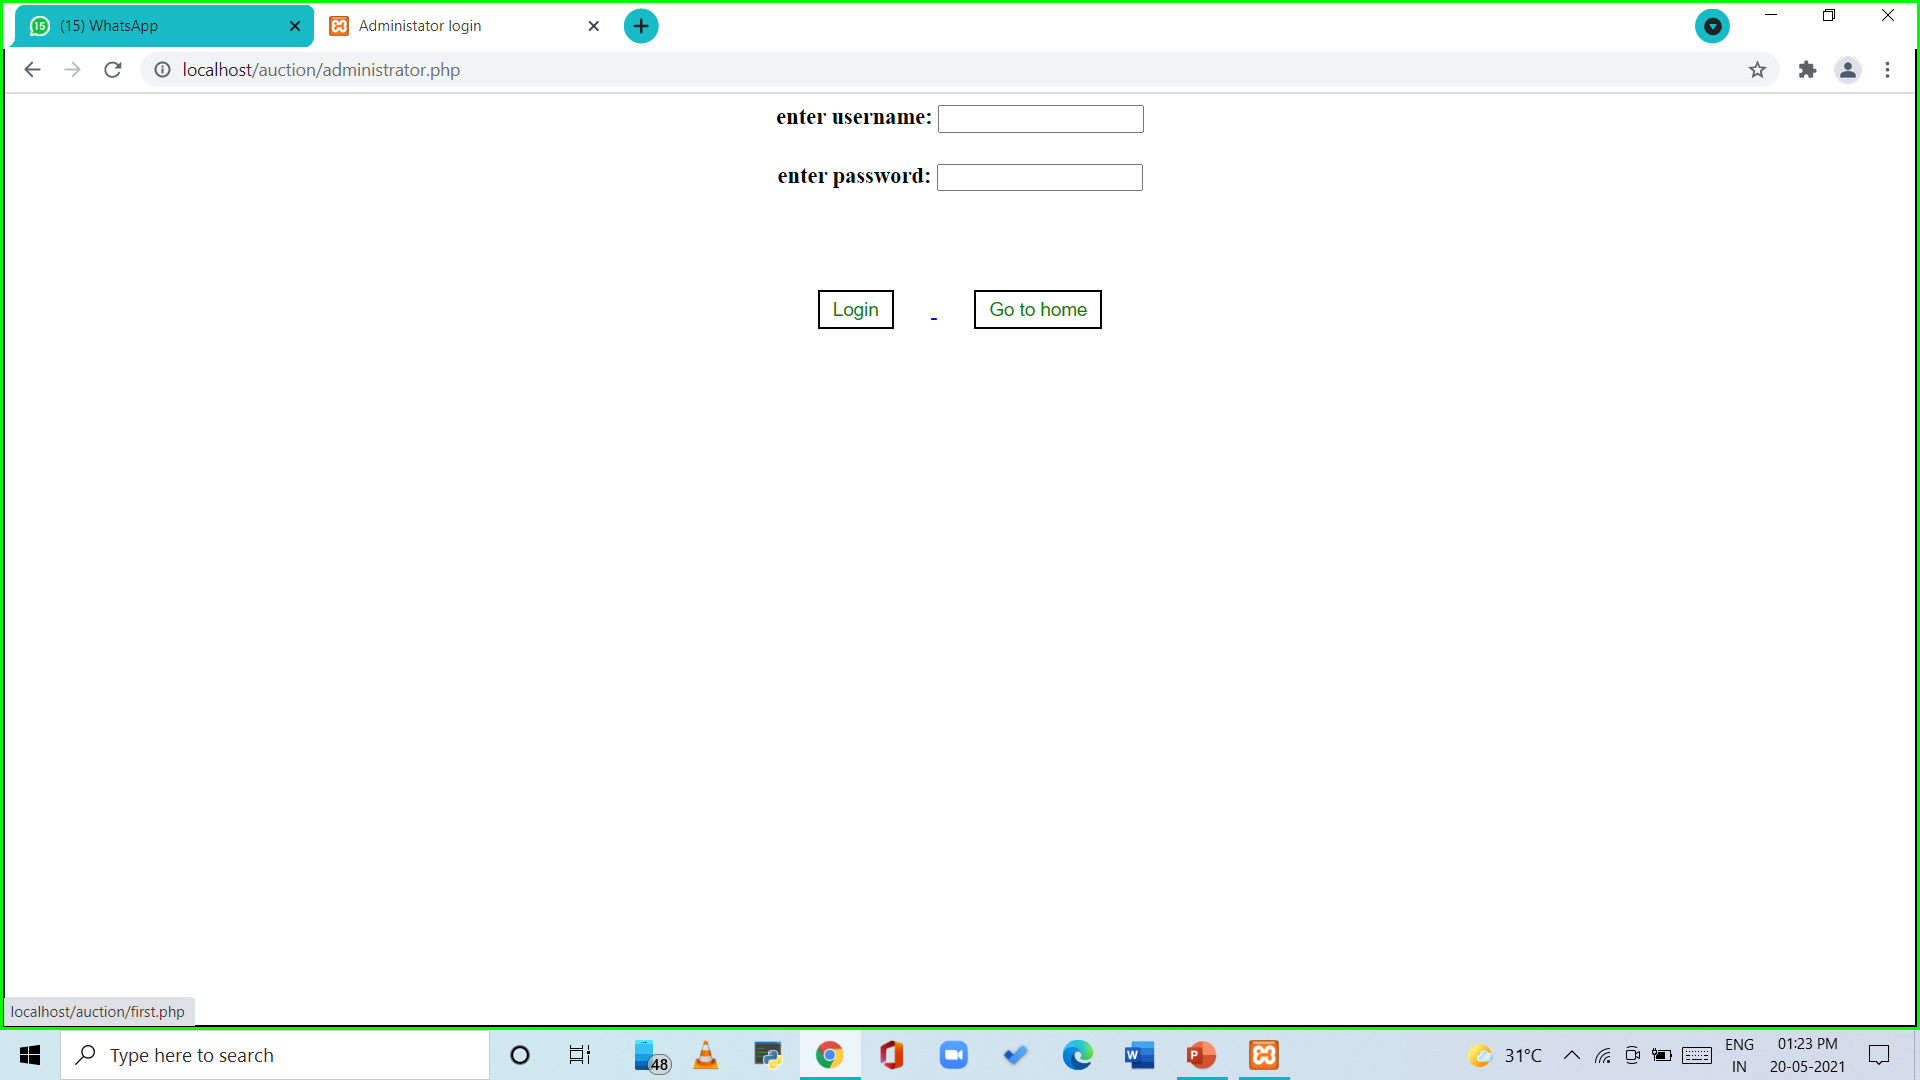 15 (15) WhatsApp
Administator login
localhost/auction/administrator.php
enter username:
enter password:
Login - Go to home
localhost/auction/first.php
Type here to search
48
W
P
31°C
ENG
IN
01:23 PM
20-05-2021